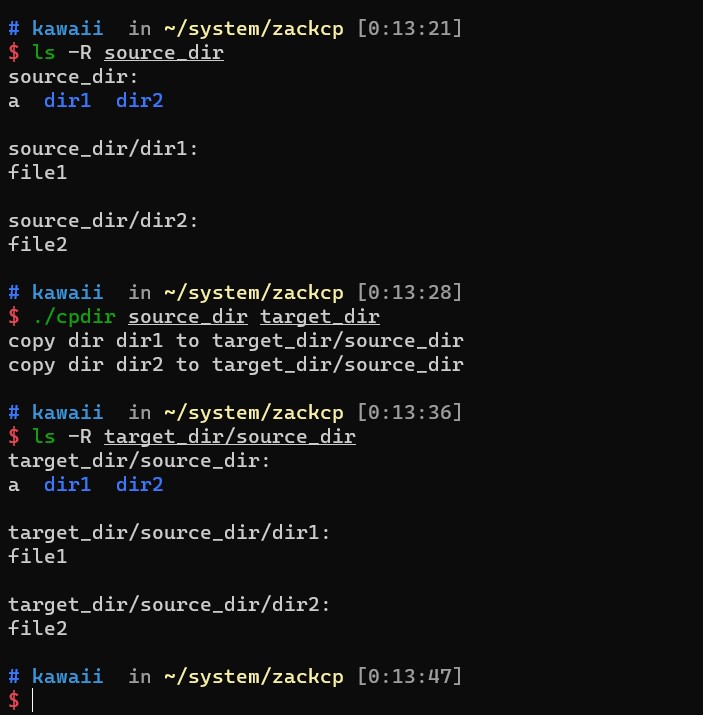 # kawaii  in ~/system/zackcp [0:13:21]
$ ls -R source_dir
source_dir:
a  dir1  dir2

source_dir/dir1:
file1

source_dir/dir2:
file2

# kawaii  in ~/system/zackcp [0:13:28]
$ ./cpdir source_dir target_dir
copy dir dir1 to target_dir/source_dir
copy dir dir2 to target_dir/source_dir

# kawaii  in ~/system/zackcp [0:13:36]
$ ls -R target_dir/source_dir
target_dir/source_dir:
a  dir1  dir2

target_dir/source_dir/dir1:
file1

target_dir/source_dir/dir2:
file2

# kawaii  in ~/system/zackcp [0:13:47]
$